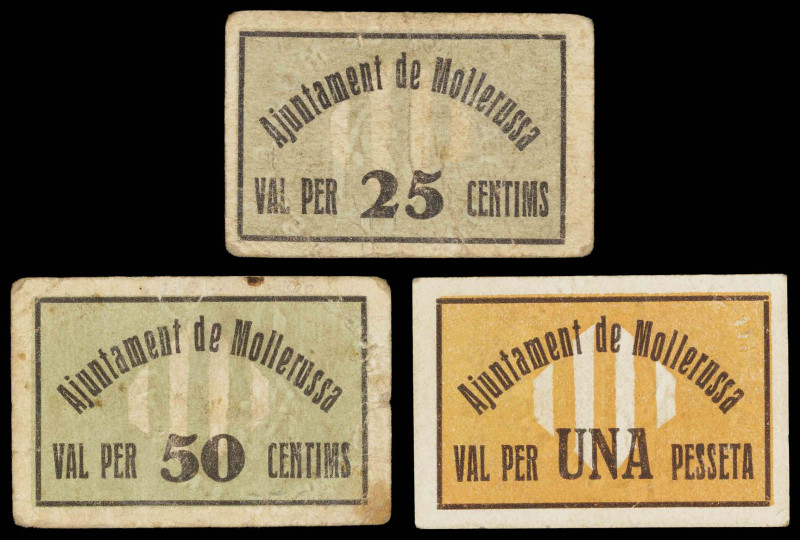 Ajuntament de Mollerussa
VAL PER 25 CENTIMS
Ajuntament de Mollerussa
VAL PER 50 CENTIMS
Ajuntament de Mollerussa
VAL PER UNA PESSETA